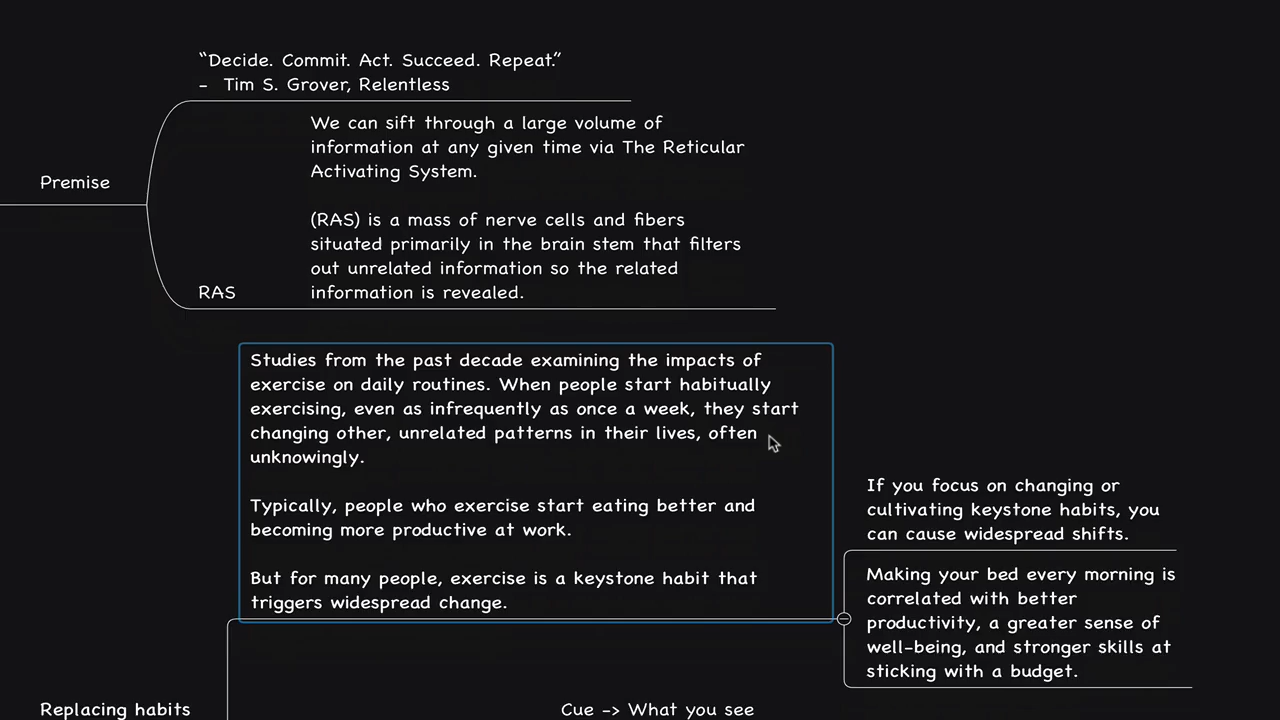 “Decide. Commit. Act. Succeed. Repeat.”
- Tim S. Grover, Relentless
Premise
We can sift through a large volume of
information at any given time via The Reticular
Activating System.
(RAS) is a mass of nerve cells and fibers
situated primarily in the brain stem that filters
out unrelated information so the related
information is revealed.
RAS
Studies from the past decade examining the impacts of
exercise on daily routines. When people start habitually
exercising, even as infrequently as once a week, they start
changing other, unrelated patterns in their lives, often
unknowingly.
Typically, people who exercise start eating better and
becoming more productive at work.
But for many people, exercise is a keystone habit that
triggers widespread change.
If you focus on changing or
cultivating keystone habits, you
can cause widespread shifts.
Making your bed every morning is
correlated with better
productivity, a greater sense of
well-being, and stronger skills at
sticking with a budget.
Replacing habits
Cue -> What you see